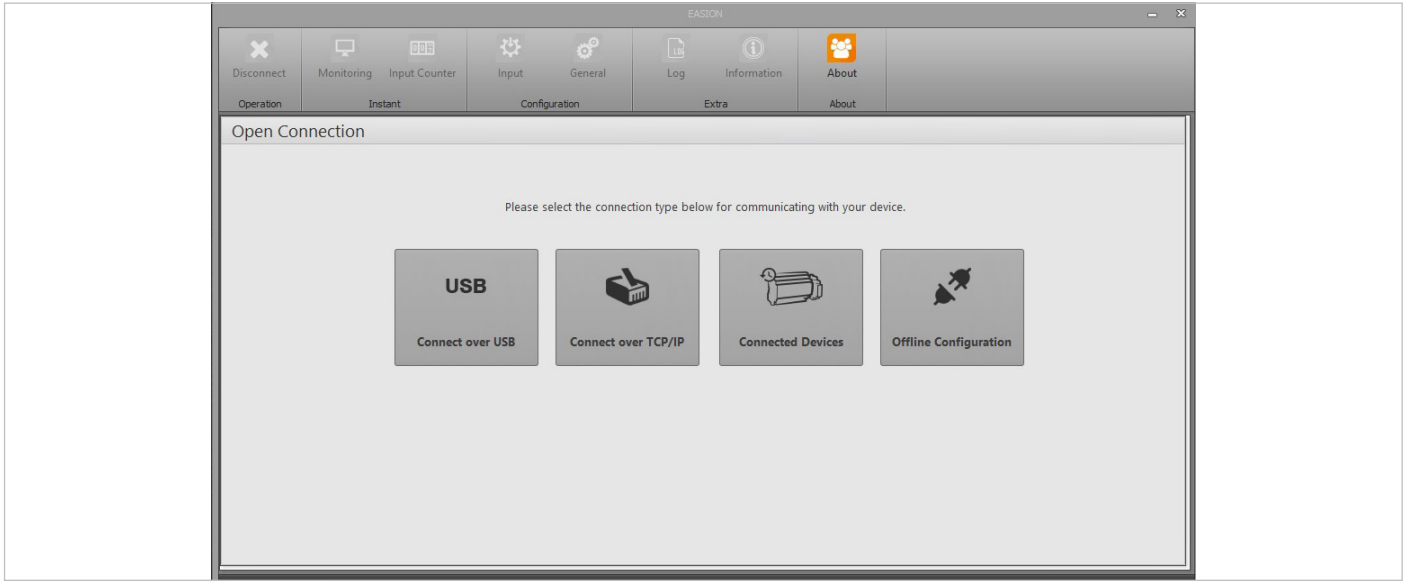 EASION
Disconnect Monitoring Input Counter Input General Log Information About
Operation Instant Configuration Extra About
Open Connection
Please select the connection type below for communicating with your device.
USB
Connect over USB Connect over TCP/IP Connected Devices Offline Configuration